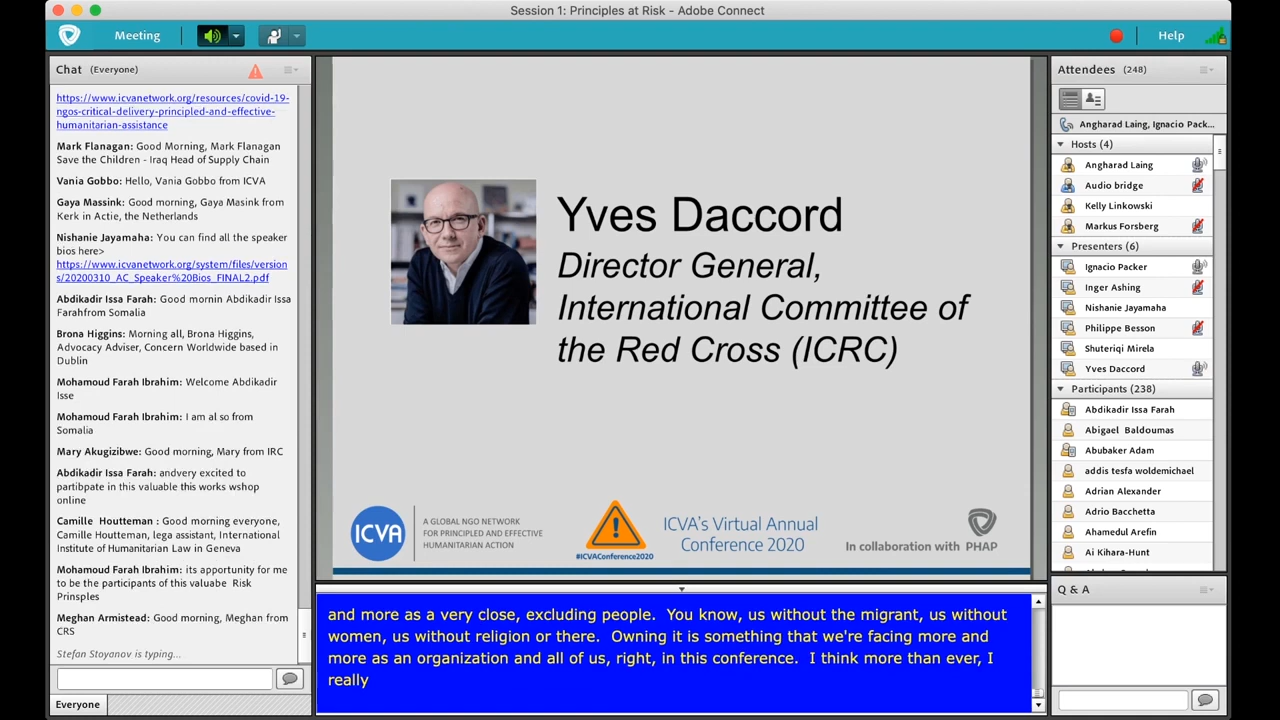 Session 1: Principles at Risk - Adobe Connect
Meeting
Help
Chat (Everyone)
https://www.icvanetwork.org/resources/covid-19-
ngos-critical-delivery-principled-and-effective-
humanitarian-assistance
Mark Flanagan: Good Morning, Mark Flanagan
Save the Children - Iraq Head of Supply Chain
Vania Gobbo: Hello, Vania Gobbo from ICVA
Gaya Massink: Good morning, Gaya Masink from
Kerk in Actie, the Netherlands
Nishanie Jayamaha: You can find all the speaker
bios here>
https://www.icvanetwork.org/system/files/version
s/20200310_AC_Speaker%20Bios_FINAL2.pdf
Abdikadir Issa Farah: Good mornin Abdikadir Issa
Farahfrom Somalia
Brona Higgins: Morning all, Brona Higgins,
Advocacy Adviser, Concern Worldwide based in
Dublin
Mohamoud Farah Ibrahim: Welcome Abdikadir
Isse
Mohamoud Farah Ibrahim: I am al so from
Somalia
Mary Akugizibwe: Good morning, Mary from IRC
Abdikadir Issa Farah: andvery excited to
partibpate in this valuable this works wshop
online
Camille Houtteman : Good morning everyone,
Camille Houtteman, lega assistant, International
Institute of Humanitarian Law in Geneva
Mohamoud Farah Ibrahim: its opportunity for me
to be the participants of this valuabe Risk
Prinsples
Meghan Armistead: Good morning, Meghan from
CRS
Stefan Stoyanov is typing...
Everyone
Yves Daccord
Director General,
International Committee of
the Red Cross (ICRC)
ICVA
A GLOBAL NGO NETWORK
FOR PRINCIPLED AND EFFECTIVE
HUMANITARIAN ACTION
#ICVAConference2020
ICVA's Virtual Annual
Conference 2020
In collaboration with PHAP
and more as a very close, excluding people. You know, us without the migrant, us without
women, us without religion or there. Owning it is something that we're facing more and
more as an organization and all of us, right, in this conference. I think more than ever, I
really
Attendees (248)
Angharad Laing, Ignacio Pack...
Hosts (4)
Angharad Laing
Audio bridge
Kelly Linkowski
Markus Forsberg
Presenters (6)
Ignacio Packer
Inger Ashing
Nishanie Jayamaha
Philippe Besson
Shuteriqi Mirela
Yves Daccord
Participants (238)
Abdikadir Issa Farah
Abigael Baldoumas
Abubaker Adam
addis tesfa woldemichael
Adrian Alexander
Adrio Bacchetta
Ahamedul Arefin
Ai Kihara-Hunt
Q & A